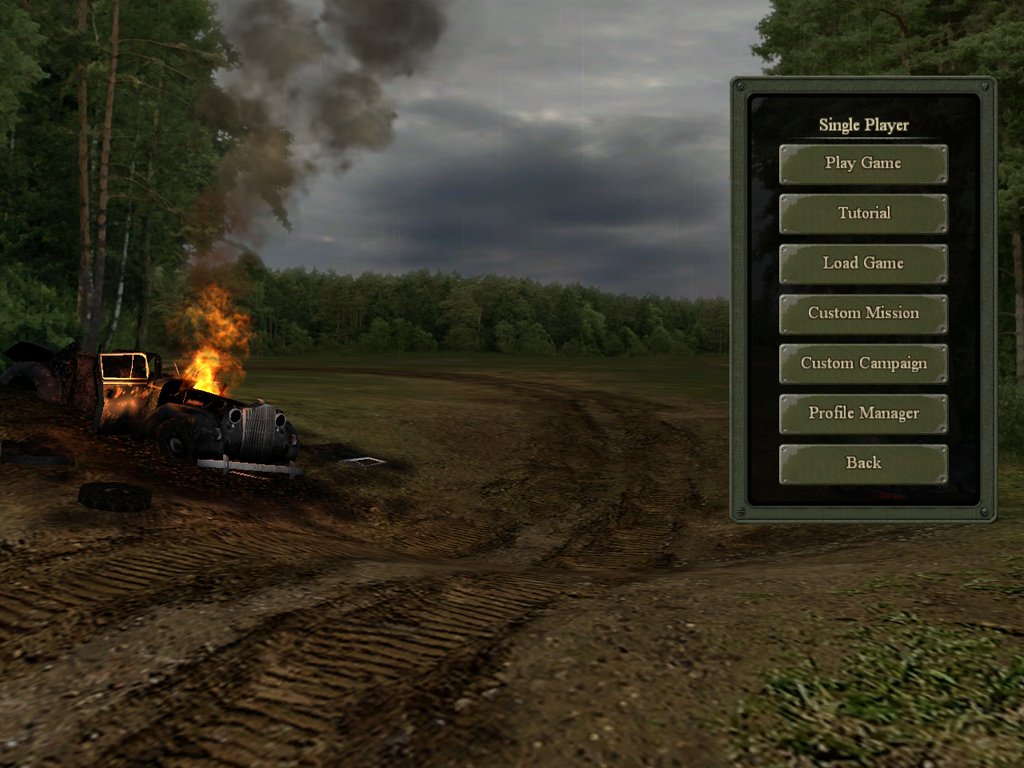 Single Player
Play Game
Tutorial
Load Game
Custom Mission
Custom Campaign
Profile Manager
Back